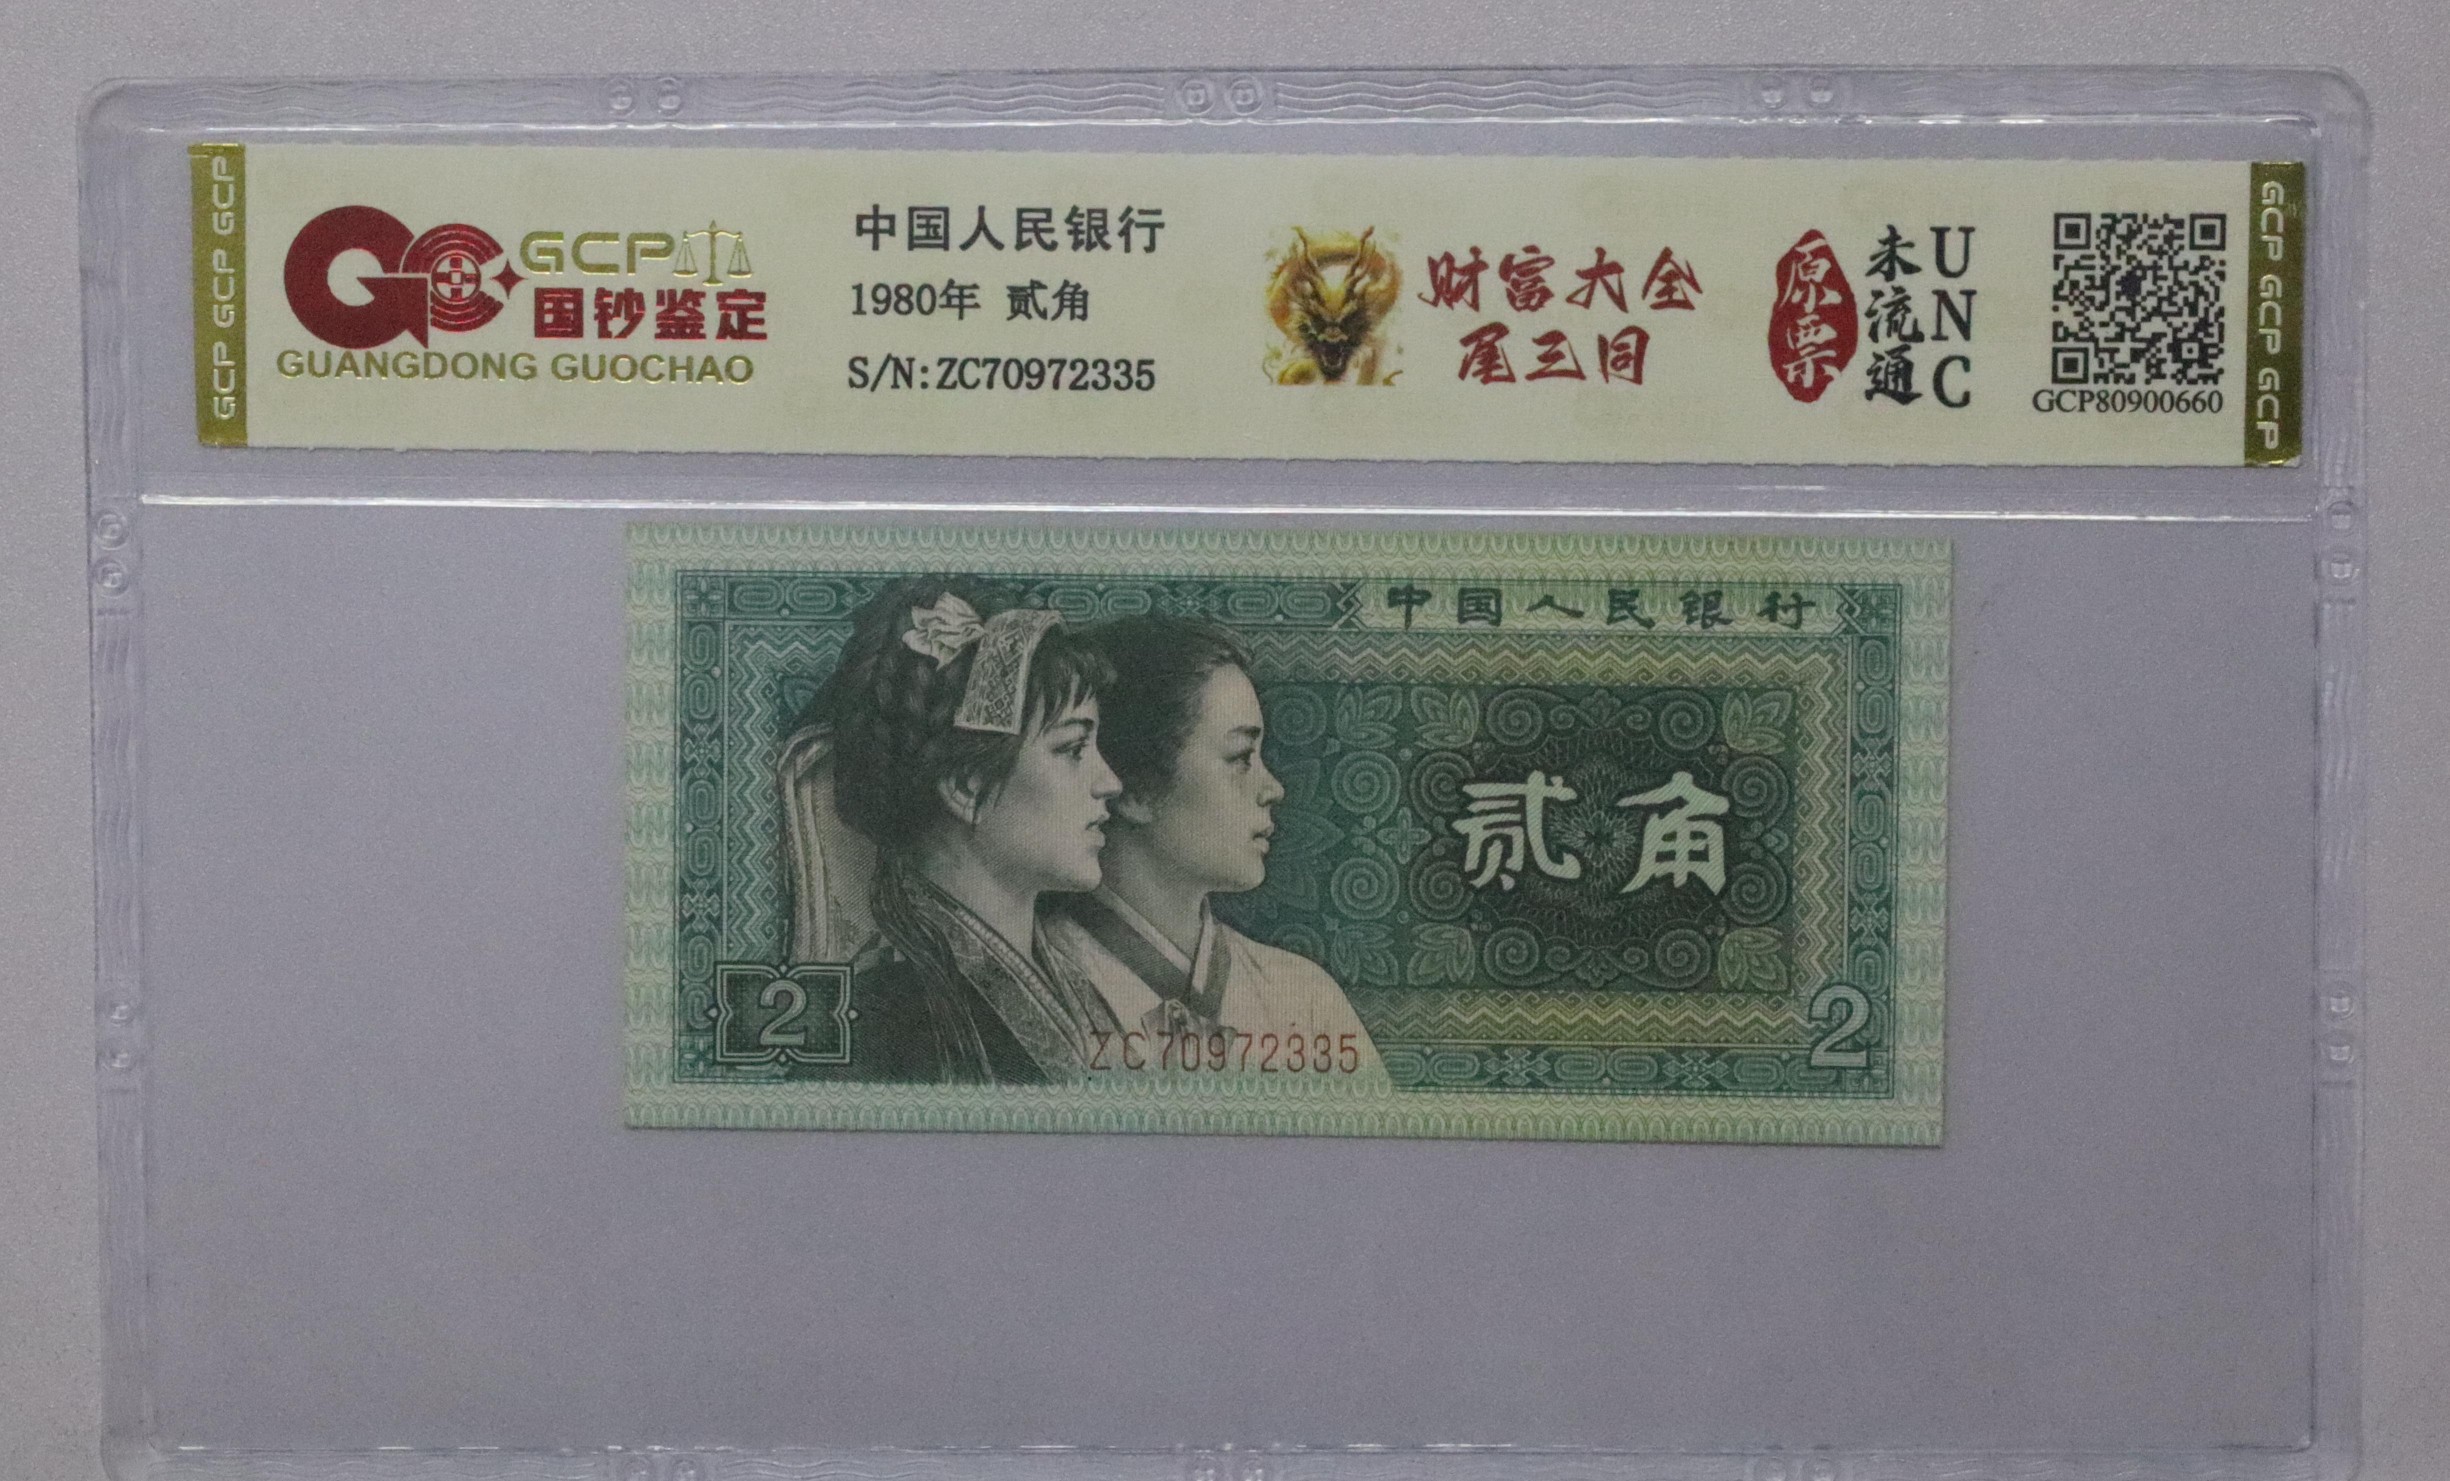 GCP GCP GCP
GCP
国钞鉴定
GUANGDONG GUOCHAO
中国人民银行
1980年 贰角
S/N:ZC70972335
财富大全
尾三同
原票
未流通
UNC
GCP80900660
GCP GCP GCP
中国人民银行
贰角
2
ZC70972335
2